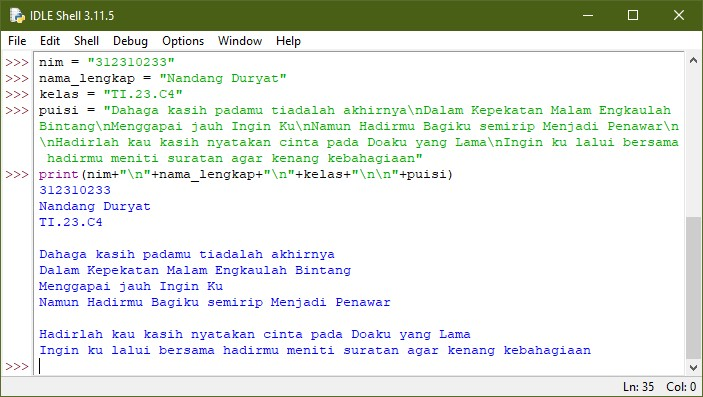 IDLE Shell 3.11.5
File Edit Shell Debug Options Window Help
>>> nim = "312310233"
>>> nama_lengkap = "Nandang Duryat"
>>> kelas = "TI.23.C4"
>>> puisi = "Dahaga kasih padamu tiadalah akhirnya\nDalam Kepekatan Malam Engkaulah
Bintang\nMenggapai jauh Ingin Ku\nNamun Hadirmu Bagiku semirip Menjadi Penawar\n
\nHadirlah kau kasih nyatakan cinta pada Doaku yang Lama\nIngin ku lalui bersama
hadirmu meniti suratan agar kenang kebahagiaan"
>>> print(nim+"\n"+nama_lengkap+"\n"+kelas+"\n\n"+puisi)
312310233
Nandang Duryat
TI.23.C4
Dahaga kasih padamu tiadalah akhirnya
Dalam Kepekatan Malam Engkaulah Bintang
Menggapai jauh Ingin Ku
Namun Hadirmu Bagiku semirip Menjadi Penawar
Hadirlah kau kasih nyatakan cinta pada Doaku yang Lama
Ingin ku lalui bersama hadirmu meniti suratan agar kenang kebahagiaan
>>>
Ln: 35 Col: 0